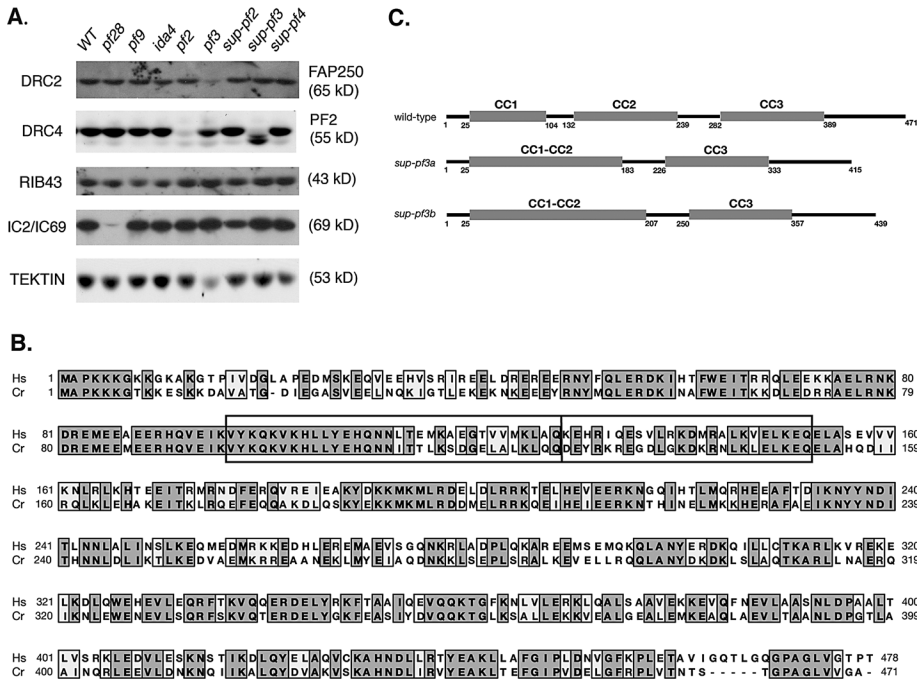 A.
WT pf28 pf9 ida4 pf2 pf3 sup-pf2 sup-pf3 sup-pf4
DRC2 FAP250 (65 kD)
DRC4 PF2 (55 kD)
RIB43 (43 kD)
IC2/IC69 (69 kD)
TEKTIN (53 kD)
C.
CC1 CC2 CC3
wild-type
1 25 104 132 239 282 389 471
CC1-CC2 CC3
sup-pf3a
1 25 183 226 333 415
CC1-CC2 CC3
sup-pf3b
1 25 207 250 357 439
B.
Hs 1 MAPKKKGKKGKAKGTPIVDGLAPEDMSKEQVEEHVSRIREELDREREERNYFQLERDKIHTFWEITRRQLEEKKAELRNK 80
Cr 1 MAPKKKGTKKESKKDAVATG-DIEGASVEELNQKIGTLEKEKNKEEEYRNYMQLERDKINAFWEITKKDLEDRRAELRNK 79
Hs 81 DREMEEAEERHQVEIKVYKQKVKHLLYEHQNNLTEMKAEGTVVMKLAQKEHRIQESVLRKDMRALKVELKEQELASEVVV 160
Cr 80 DREMEEMEERHQVEIKVYKQKVKHLLYEHQNNITTLKSDGELALKLQQDEYRKREGDLGKDKRNLKLELKEQELAHQDII 159
Hs 161 KNLRLKHTEEITRMRNDFERQVREIEAKYDKKMKMLRDELDLRRKTELHEVEERKNGQIHTLMQRHEEAFTDIKNYYNDI 240
Cr 160 RQLKLEHAKEITKLRQEFEQQAKDLQSKYEKKMKMLRDDMELRRKQEIHEIEERKNTHINELMKKHERAFAEIKNYYNDI 239
Hs 241 TLNNLALINSLKEQMEDMRKKEDHLEREMAEVSGQNKRLADPLQKAREEMSEMQKQLANYERDKQILLCTKARLKVREKE 320
Cr 240 THNNLDLIKTLKEDVAEMKRREAANEKLMYEIAQDNKKLSEPLSRALKEVELLRQQLANYDKDKLSLAQTKARLLNAERQ 319
Hs 321 LKDLQWEHEVLEQRFTKVQQERDELYRKFTAAIQEVQQKTGFKNLVLERKLQALSAAVEKKEVQFNEVLAASNLDPAALT 400
Cr 320 IKNLEWENEVLSQRFSKVQTERDELYGKFEASIYDVQQKTGLKSALLEKKVEALGEALEMKEAQLAEVLTAANLDPGTLA 399
Hs 401 LVSRKLEDVLESKNSTIKDLQYELAQVCKAHNDLLRTYEAKLLAFGIPLDNVGFKPLETAVIGQTLGQGPAGLVGTPT 478
Cr 400 AINQRLEEVLDNKNQIIKALQYDVAKVSKAHNDLIRVYEAKLTEFGIPVDELGFRPLVTNTS-----TGPAGLVVGA- 471